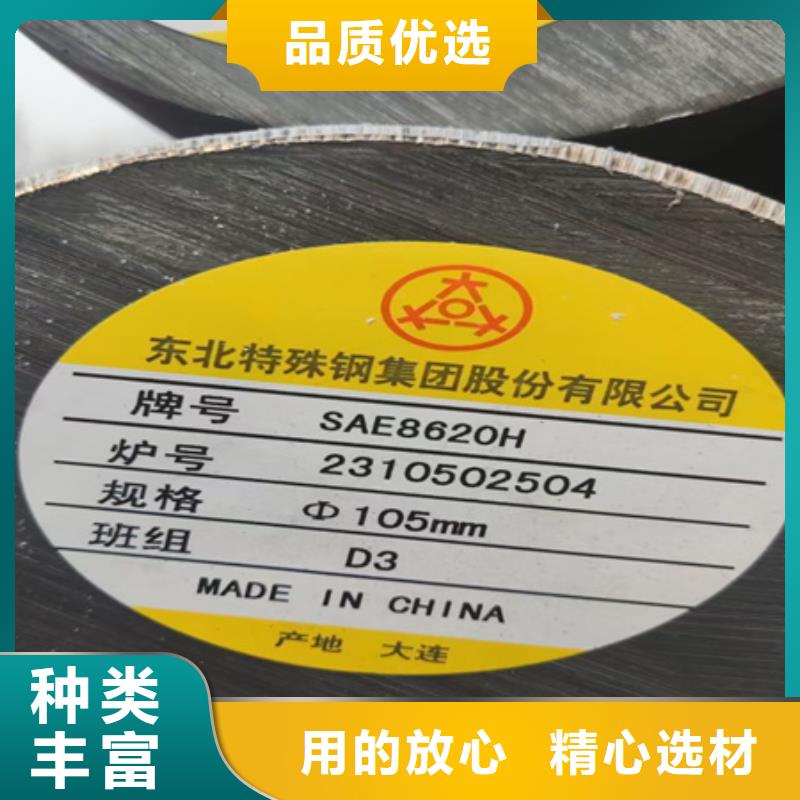 品质优选
东北特殊钢集团股份有限公司
牌号 SAE8620H
炉号 2310502504
规格 Φ105mm
班组 D3
MADE IN CHINA
产地 大连
种类
丰富
用的放心 精心选材